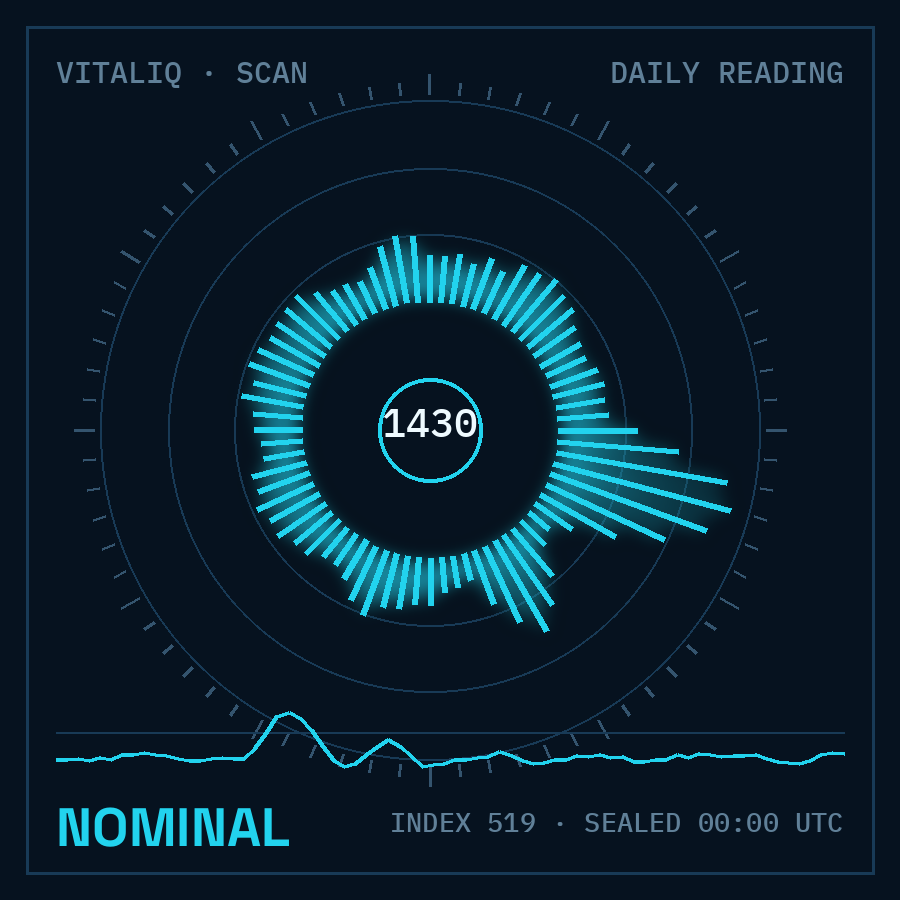 VITALIQ · SCAN
DAILY READING
1430
NOMINAL
INDEX 519 · SEALED 00:00 UTC